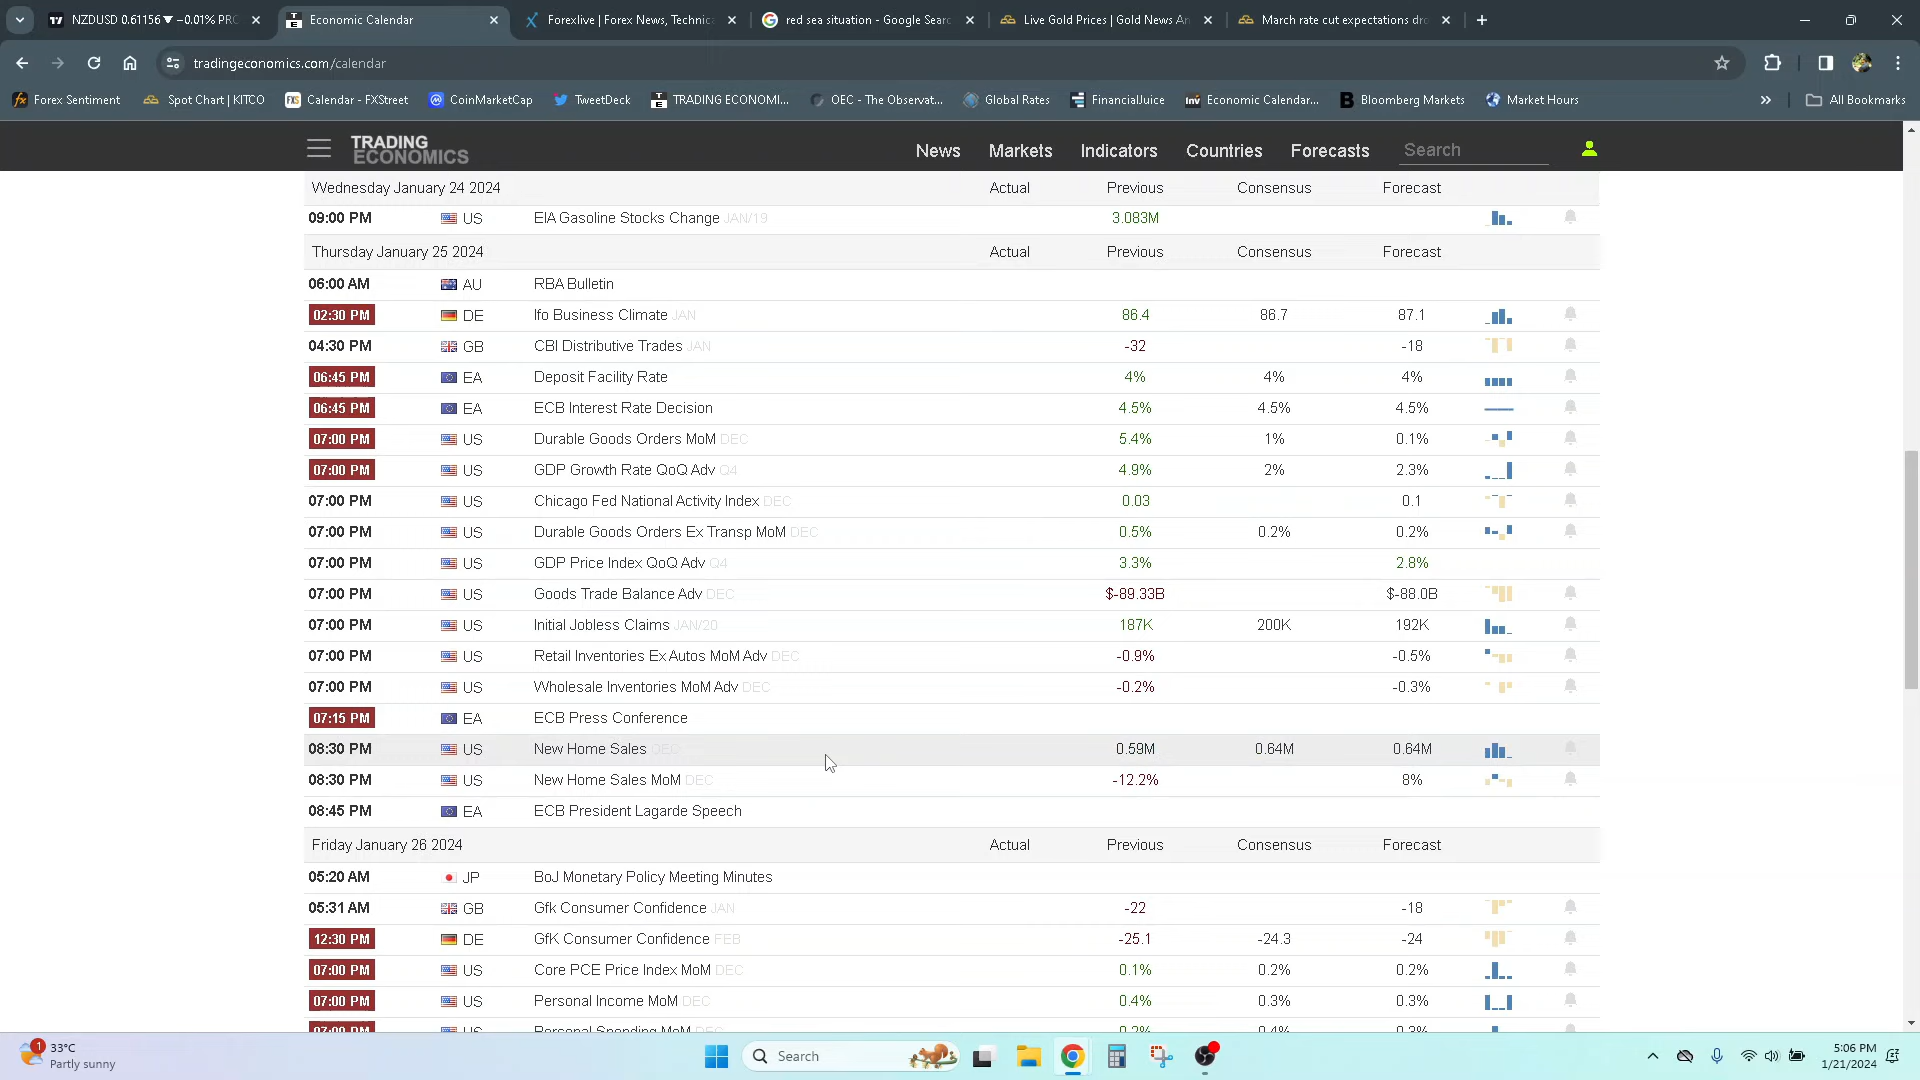 NZDUSD 0.61156 ▼ −0.01% PRO
Economic Calendar
Forexlive | Forex News, Technica
red sea situation - Google Searc
Live Gold Prices | Gold News An
March rate cut expectations dro
tradingeconomics.com/calendar
Forex Sentiment
Spot Chart | KITCO
Calendar - FXStreet
CoinMarketCap
TweetDeck
TRADING ECONOMI...
OEC - The Observat...
Global Rates
FinancialJuice
Economic Calendar...
Bloomberg Markets
Market Hours
All Bookmarks
TRADING
ECONOMICS
News Markets Indicators Countries Forecasts Search
Wednesday January 24 2024 Actual Previous Consensus Forecast
09:00 PM US EIA Gasoline Stocks Change JAN/19 3.083M
Thursday January 25 2024 Actual Previous Consensus Forecast
06:00 AM AU RBA Bulletin
02:30 PM DE Ifo Business Climate JAN 86.4 86.7 87.1
04:30 PM GB CBI Distributive Trades JAN -32 -18
06:45 PM EA Deposit Facility Rate 4% 4% 4%
06:45 PM EA ECB Interest Rate Decision 4.5% 4.5% 4.5%
07:00 PM US Durable Goods Orders MoM DEC 5.4% 1% 0.1%
07:00 PM US GDP Growth Rate QoQ Adv Q4 4.9% 2% 2.3%
07:00 PM US Chicago Fed National Activity Index DEC 0.03 0.1
07:00 PM US Durable Goods Orders Ex Transp MoM DEC 0.5% 0.2% 0.2%
07:00 PM US GDP Price Index QoQ Adv Q4 3.3% 2.8%
07:00 PM US Goods Trade Balance Adv DEC $-89.33B $-88.0B
07:00 PM US Initial Jobless Claims JAN/20 187K 200K 192K
07:00 PM US Retail Inventories Ex Autos MoM Adv DEC -0.9% -0.5%
07:00 PM US Wholesale Inventories MoM Adv DEC -0.2% -0.3%
07:15 PM EA ECB Press Conference
08:30 PM US New Home Sales DEC 0.59M 0.64M 0.64M
08:30 PM US New Home Sales MoM DEC -12.2% 8%
08:45 PM EA ECB President Lagarde Speech
Friday January 26 2024 Actual Previous Consensus Forecast
05:20 AM JP BoJ Monetary Policy Meeting Minutes
05:31 AM GB Gfk Consumer Confidence JAN -22 -18
12:30 PM DE GfK Consumer Confidence FEB -25.1 -24.3 -24
07:00 PM US Core PCE Price Index MoM DEC 0.1% 0.2% 0.2%
07:00 PM US Personal Income MoM DEC 0.4% 0.3% 0.3%
07:00 PM US Personal Spending MoM DEC 0.2% 0.4% 0.3%
1
33°C
Partly sunny
Search
5:06 PM
1/21/2024